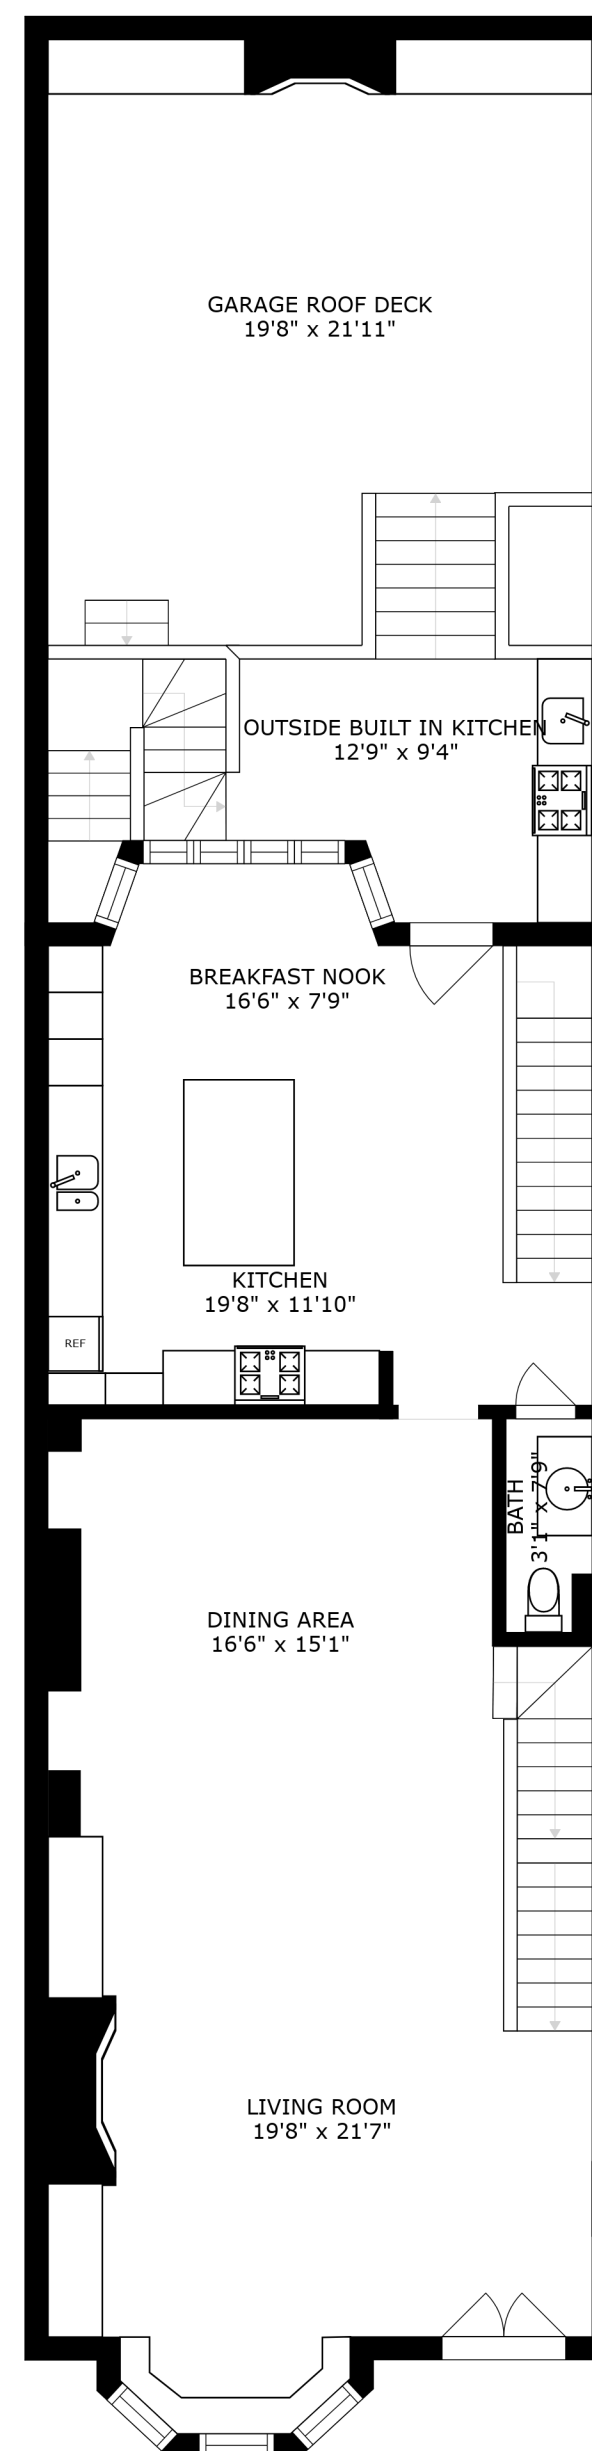 GARAGE ROOF DECK
19'8" x 21'11"
OUTSIDE BUILT IN KITCHEN
12'9" x 9'4"
BREAKFAST NOOK
16'6" x 7'9"
KITCHEN
19'8" x 11'10"
REF
BATH
3'1" x 7'9"
DINING AREA
16'6" x 15'1"
LIVING ROOM
19'8" x 21'7"